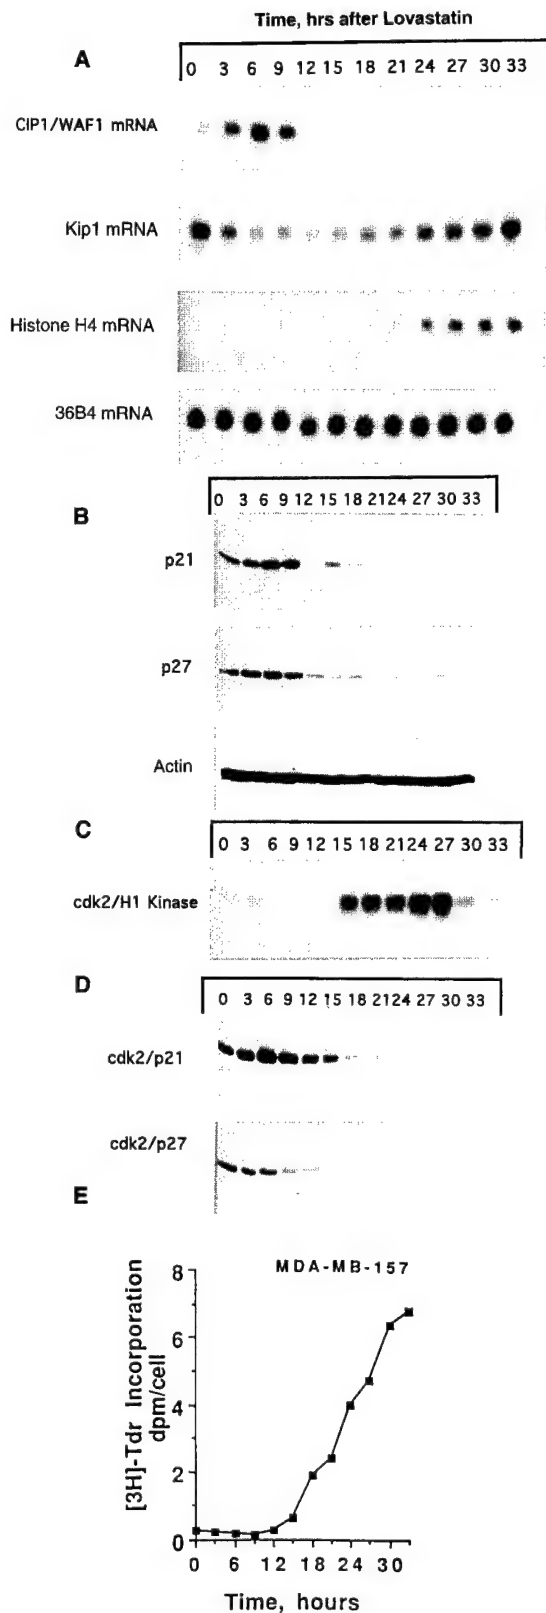 Time, hrs after Lovastatin
A
0 3 6 9 12 15 18 21 24 27 30 33
CIP1/WAF1 mRNA
Kip1 mRNA
Histone H4 mRNA
36B4 mRNA
B
0 3 6 9 12 15 18 21 24 27 30 33
p21
p27
Actin
C
0 3 6 9 12 15 18 21 24 27 30 33
cdk2/H1 Kinase
D
0 3 6 9 12 15 18 21 24 27 30 33
cdk2/p21
cdk2/p27
E
MDA-MB-157
[3H]-Tdr Incorporation
dpm/cell
8
6
4
2
0
0 6 12 18 24 30
Time, hours